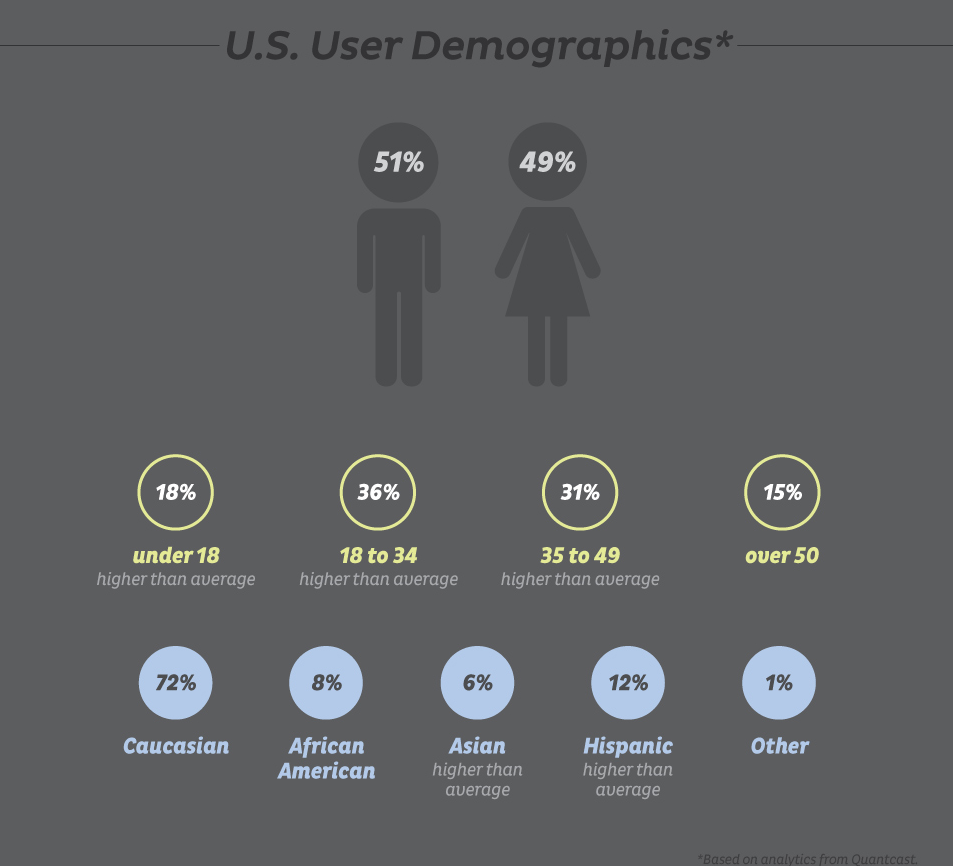 U.S. User Demographics*
51% 49%
18% 36% 31% 15%
under 18 18 to 34 35 to 49 over 50
higher than average higher than average higher than average
72% 8% 6% 12% 1%
Caucasian African Asian Hispanic Other
American higher than higher than
average average
*Based on analytics from Quantcast.